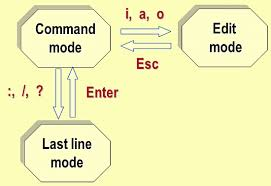 Command
mode
i, a, o
Esc
Edit
mode
:, /, ?
Enter
Last line
mode